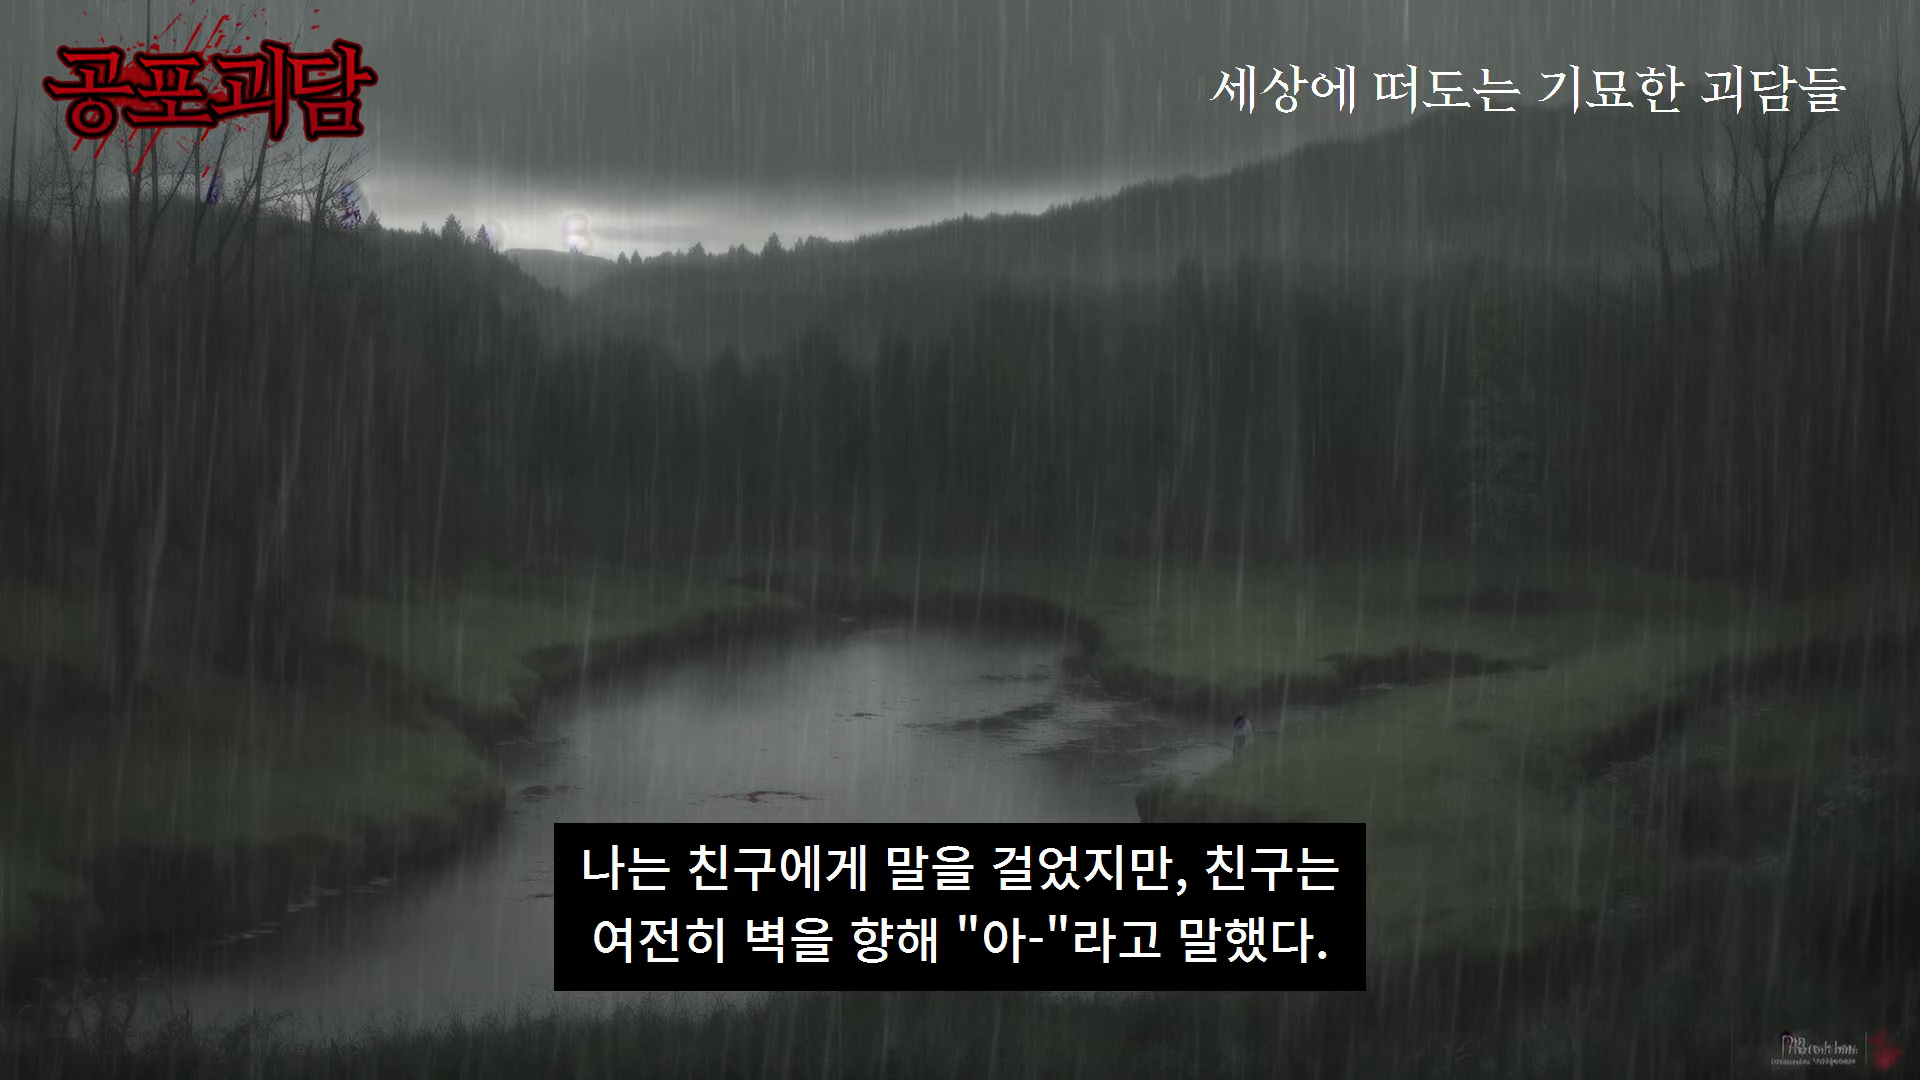 공포괴담
세상에 떠도는 기묘한 괴담들
나는 친구에게 말을 걸었지만, 친구는
여전히 벽을 향해 "아-"라고 말했다.